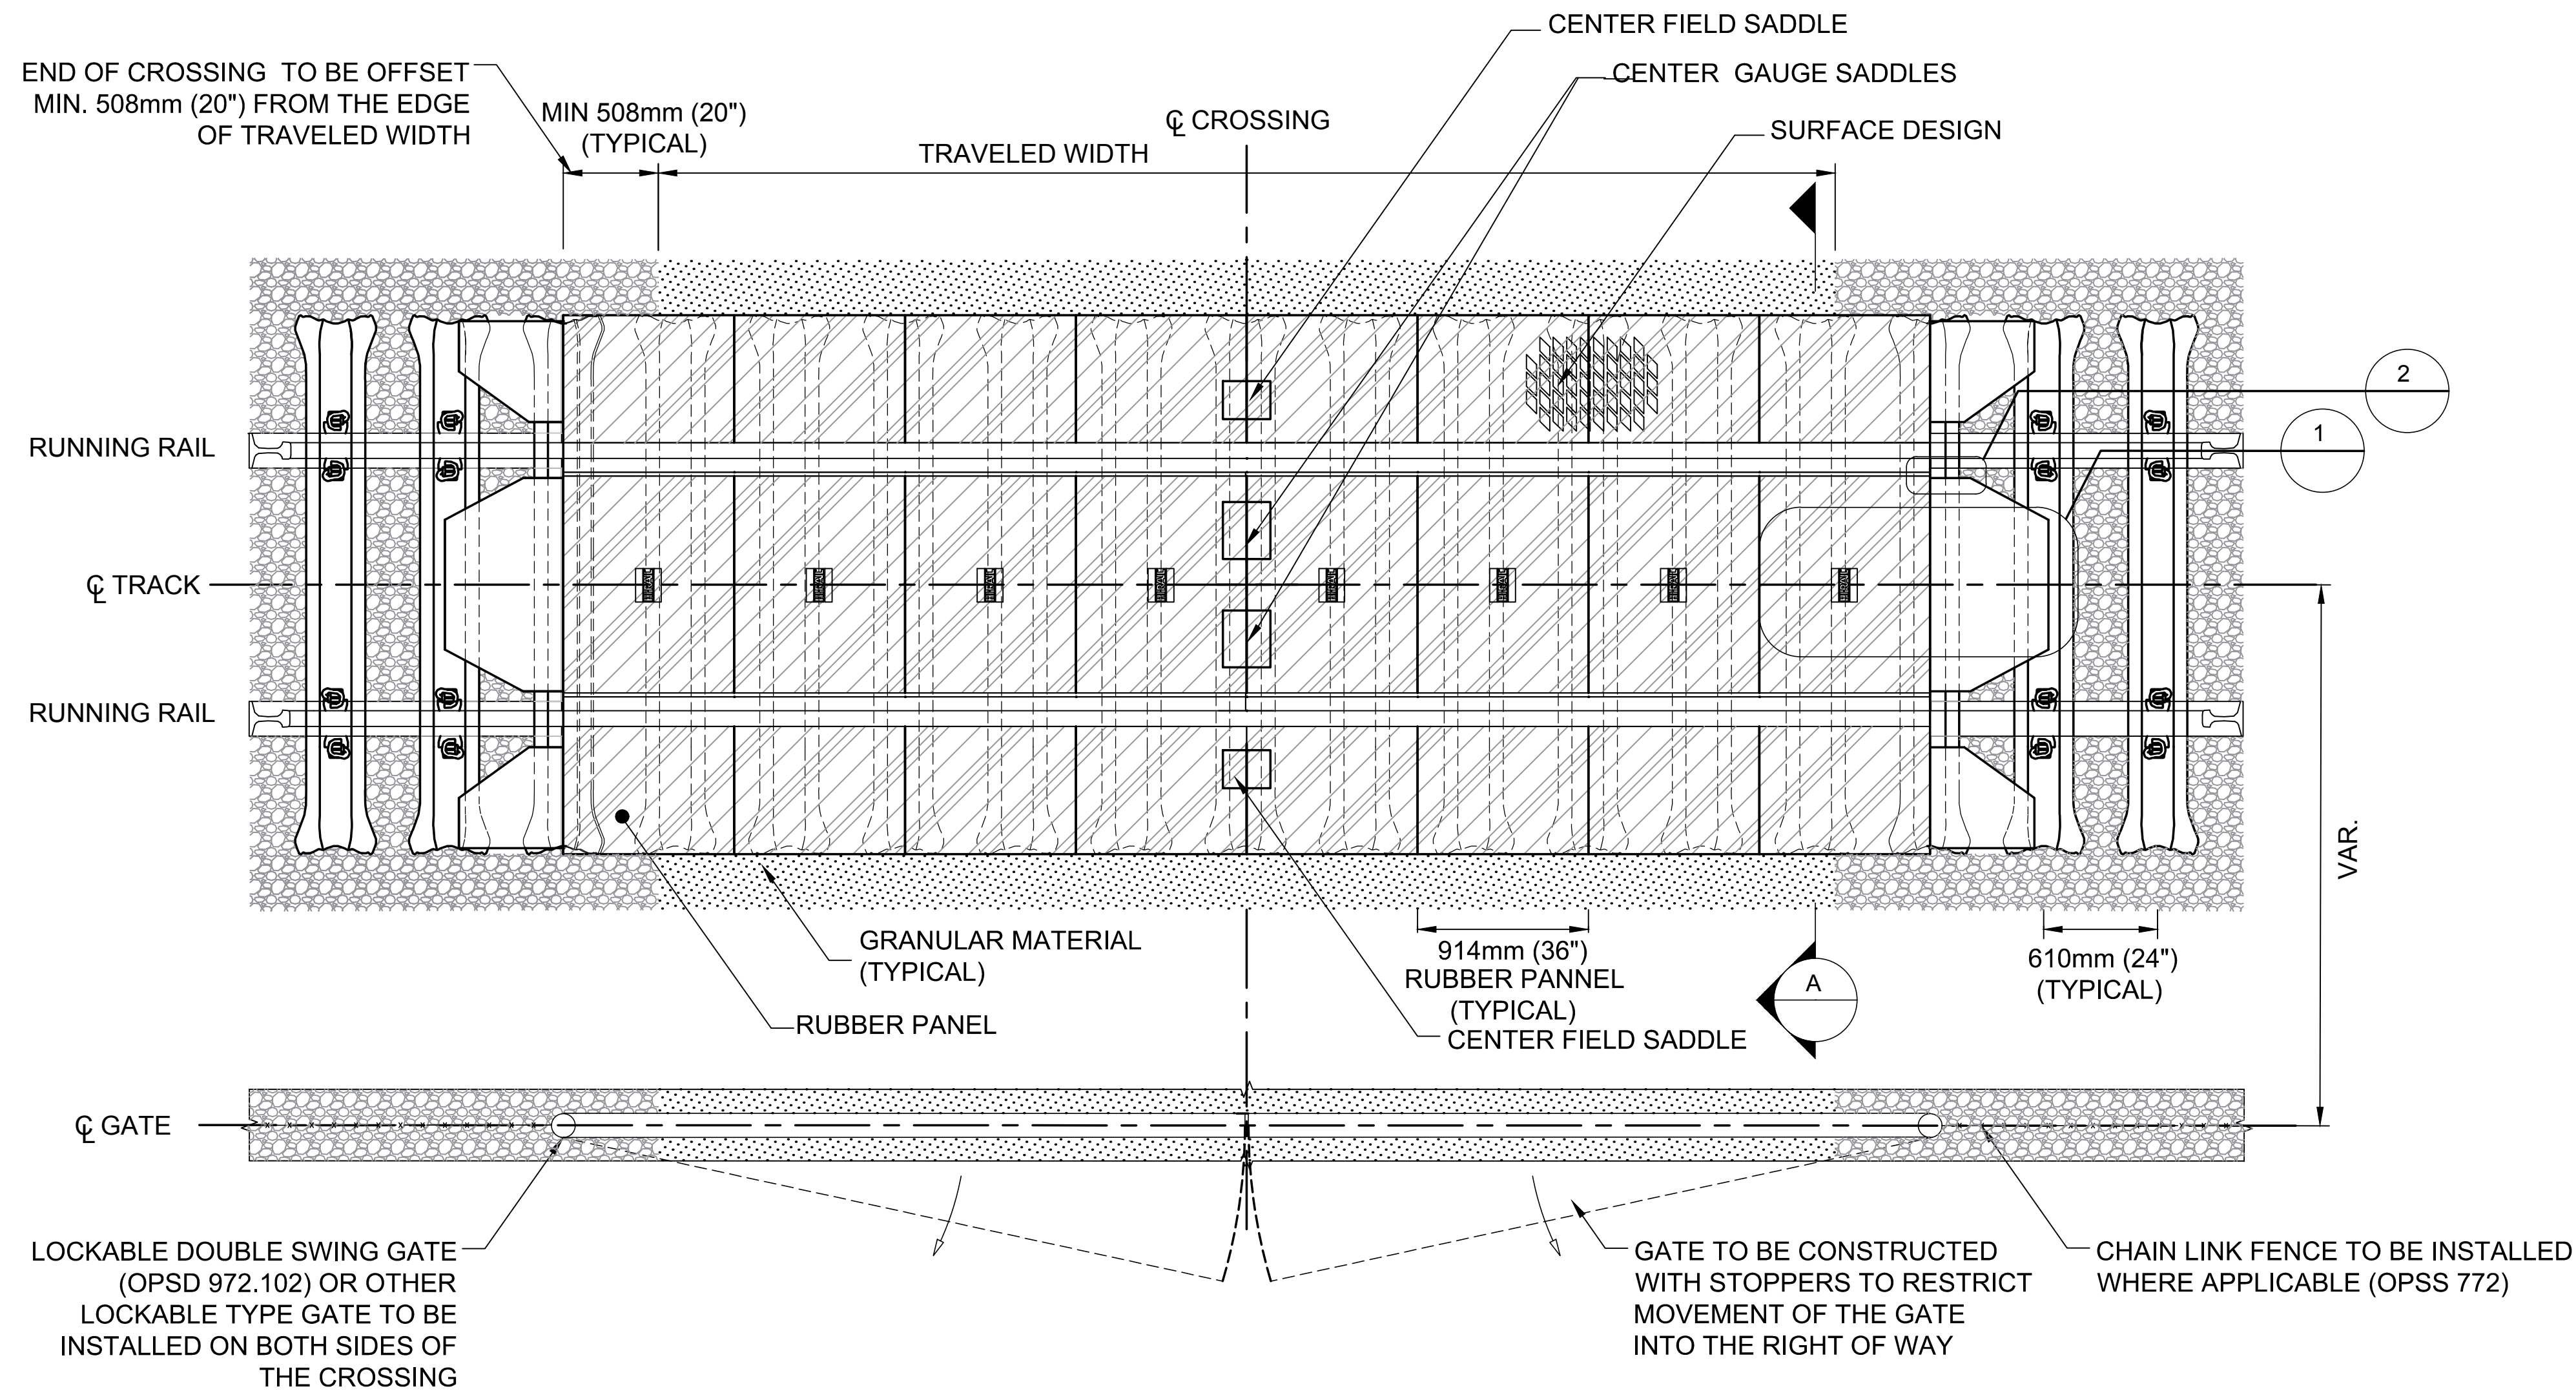 CENTER FIELD SADDLE
END OF CROSSING TO BE OFFSET
MIN. 508mm (20") FROM THE EDGE
OF TRAVELED WIDTH
MIN 508mm (20")
(TYPICAL)
CENTER GAUGE SADDLES
℄ CROSSING
SURFACE DESIGN
TRAVELED WIDTH
2
1
RUNNING RAIL
℄ TRACK
RUNNING RAIL
VAR.
GRANULAR MATERIAL
(TYPICAL)
RUBBER PANEL
914mm (36")
RUBBER PANNEL
(TYPICAL)
CENTER FIELD SADDLE
A
610mm (24")
(TYPICAL)
℄ GATE
LOCKABLE DOUBLE SWING GATE
(OPSD 972.102) OR OTHER
LOCKABLE TYPE GATE TO BE
INSTALLED ON BOTH SIDES OF
THE CROSSING
GATE TO BE CONSTRUCTED
WITH STOPPERS TO RESTRICT
MOVEMENT OF THE GATE
INTO THE RIGHT OF WAY
CHAIN LINK FENCE TO BE INSTALLED
WHERE APPLICABLE (OPSS 772)